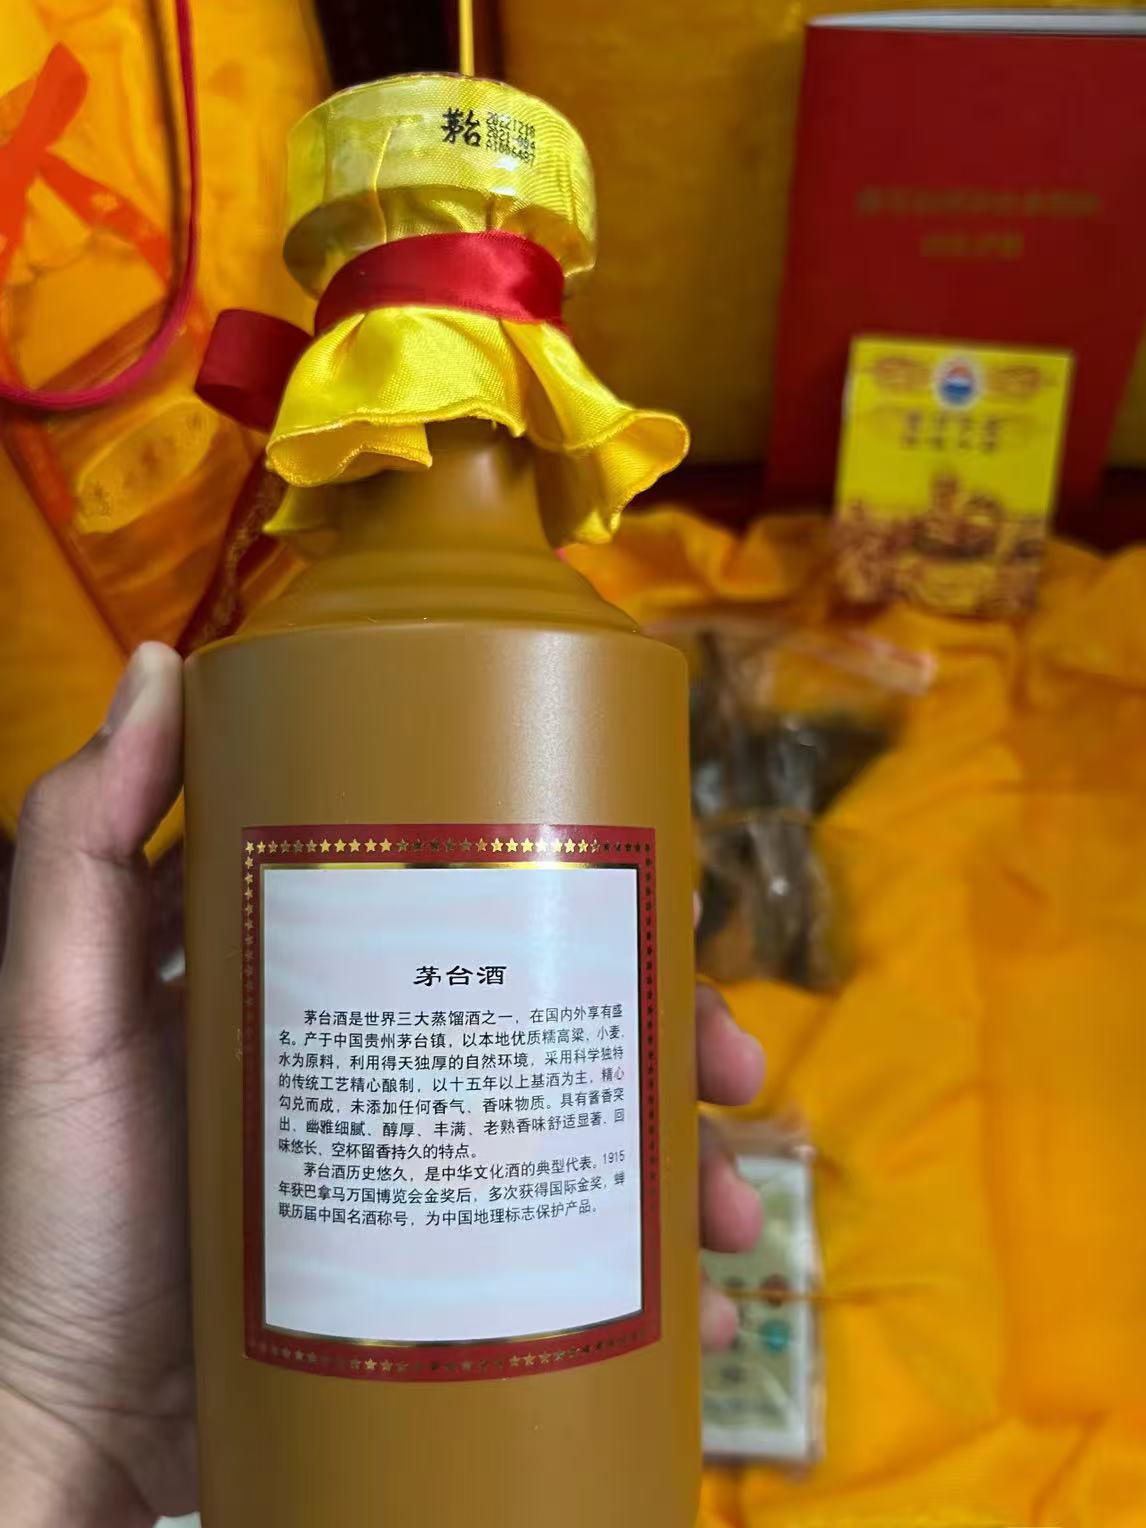 茅台
2021-004
A1006487
茅台酒
茅台酒是世界三大蒸馏酒之一，在国内外享有盛
名。产于中国贵州茅台镇，以本地优质糯高粱、小麦、
水为原料，利用得天独厚的自然环境，采用科学独特
的传统工艺精心酿制，以十五年以上基酒为主，精心
勾兑而成，未添加任何香气、香味物质。具有酱香突
出、幽雅细腻、醇厚、丰满、老熟香味舒适显著、回
味悠长、空杯留香持久的特点。
茅台酒历史悠久，是中华文化酒的典型代表。1915
年获巴拿马万国博览会金奖后，多次获得国际金奖，蝉
联历届中国名酒称号，为中国地理标志保护产品。